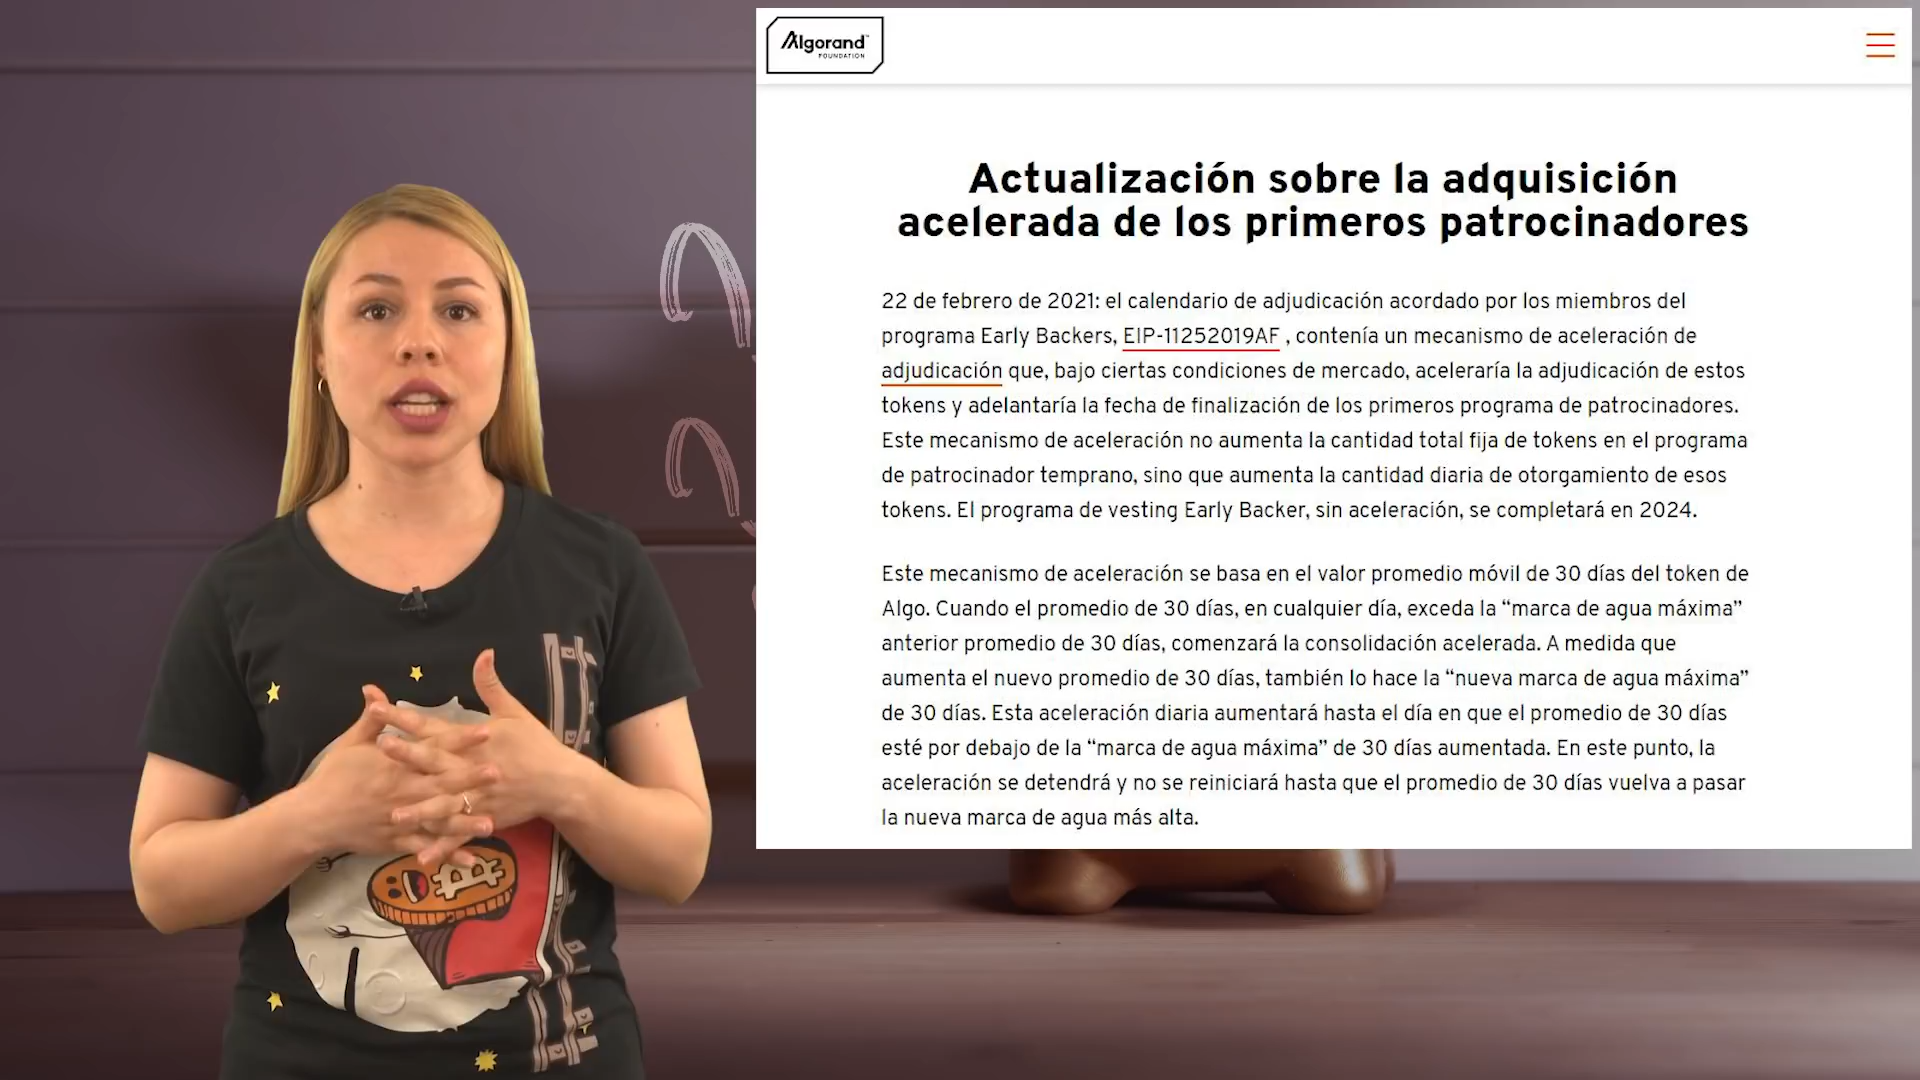 Algorand
FOUNDATION
Actualización sobre la adquisición
acelerada de los primeros patrocinadores
22 de febrero de 2021: el calendario de adjudicación acordado por los miembros del
programa Early Backers, EIP-11252019AF , contenía un mecanismo de aceleración de
adjudicación que, bajo ciertas condiciones de mercado, aceleraría la adjudicación de estos
tokens y adelantaría la fecha de finalización de los primeros programa de patrocinadores.
Este mecanismo de aceleración no aumenta la cantidad total fija de tokens en el programa
de patrocinador temprano, sino que aumenta la cantidad diaria de otorgamiento de esos
tokens. El programa de vesting Early Backer, sin aceleración, se completará en 2024.
Este mecanismo de aceleración se basa en el valor promedio móvil de 30 días del token de
Algo. Cuando el promedio de 30 días, en cualquier día, exceda la “marca de agua máxima”
anterior promedio de 30 días, comenzará la consolidación acelerada. A medida que
aumenta el nuevo promedio de 30 días, también lo hace la “nueva marca de agua máxima”
de 30 días. Esta aceleración diaria aumentará hasta el día en que el promedio de 30 días
esté por debajo de la “marca de agua máxima” de 30 días aumentada. En este punto, la
aceleración se detendrá y no se reiniciará hasta que el promedio de 30 días vuelva a pasar
la nueva marca de agua más alta.